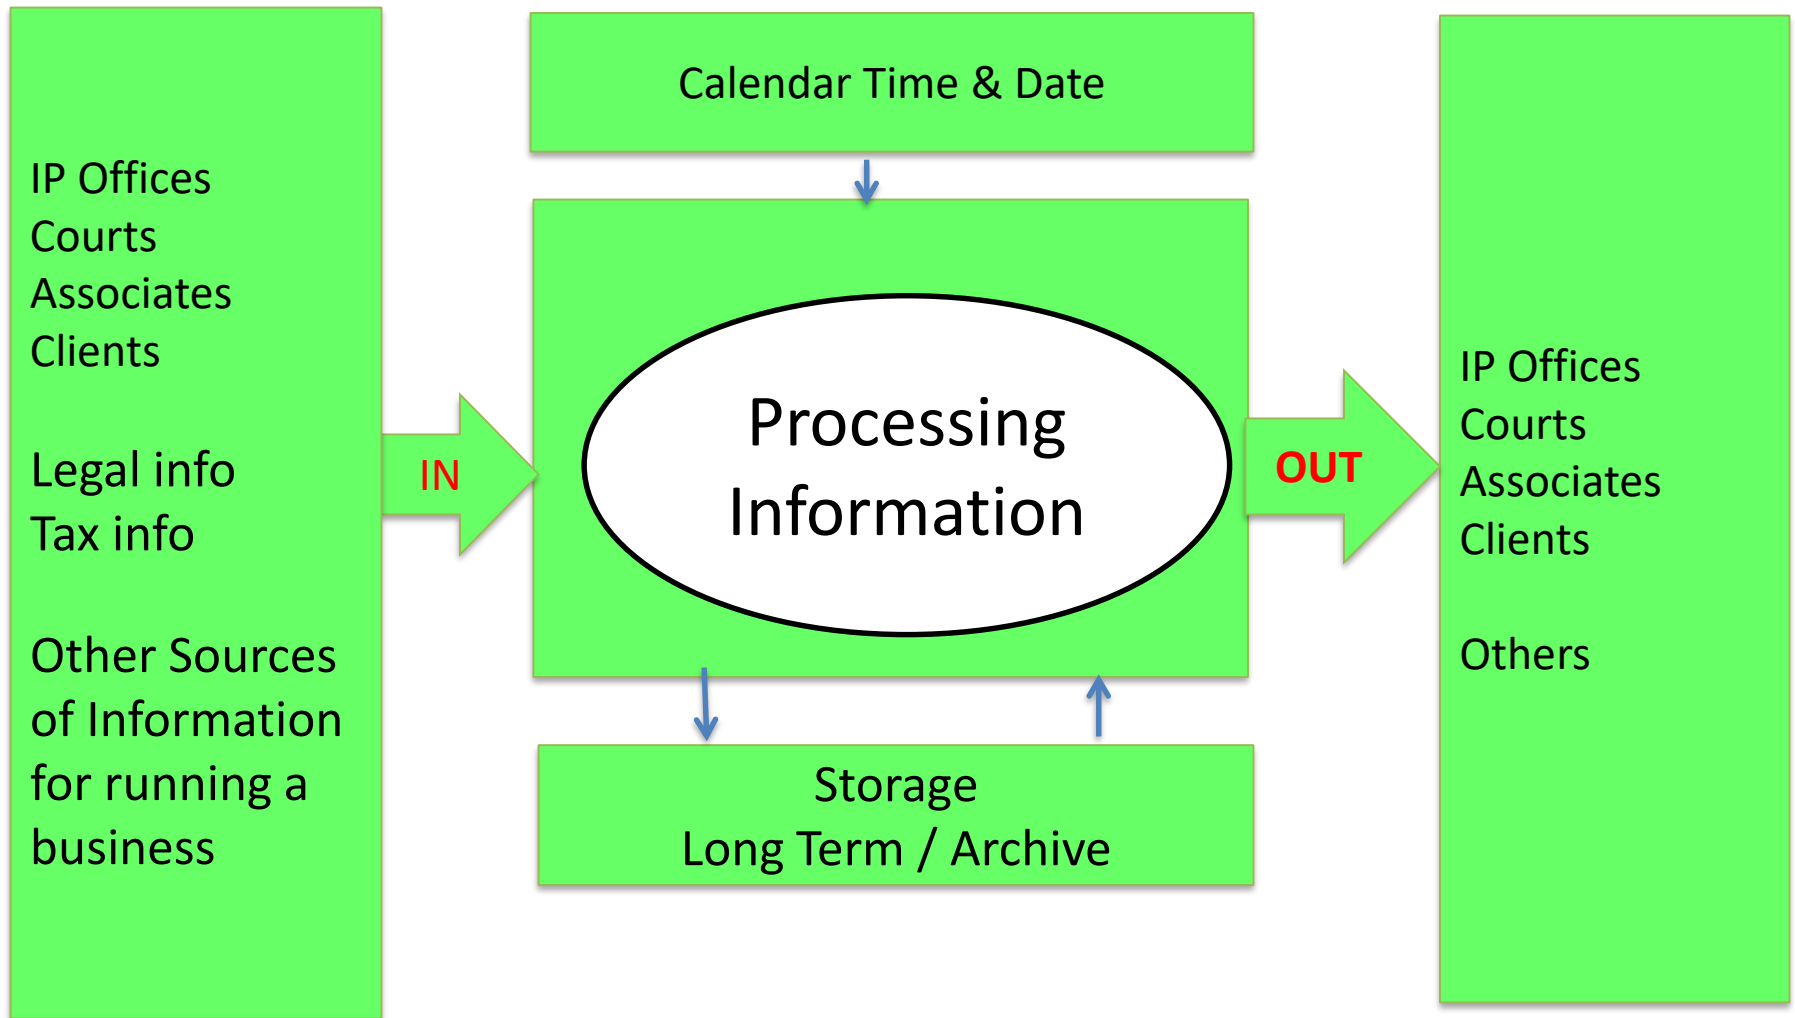 IP Offices
Courts
Associates
Clients
Legal info
Tax info
Other Sources
of Information
for running a
business
IN
Calendar Time & Date
Processing
Information
Storage
Long Term / Archive
OUT
IP Offices
Courts
Associates
Clients
Others